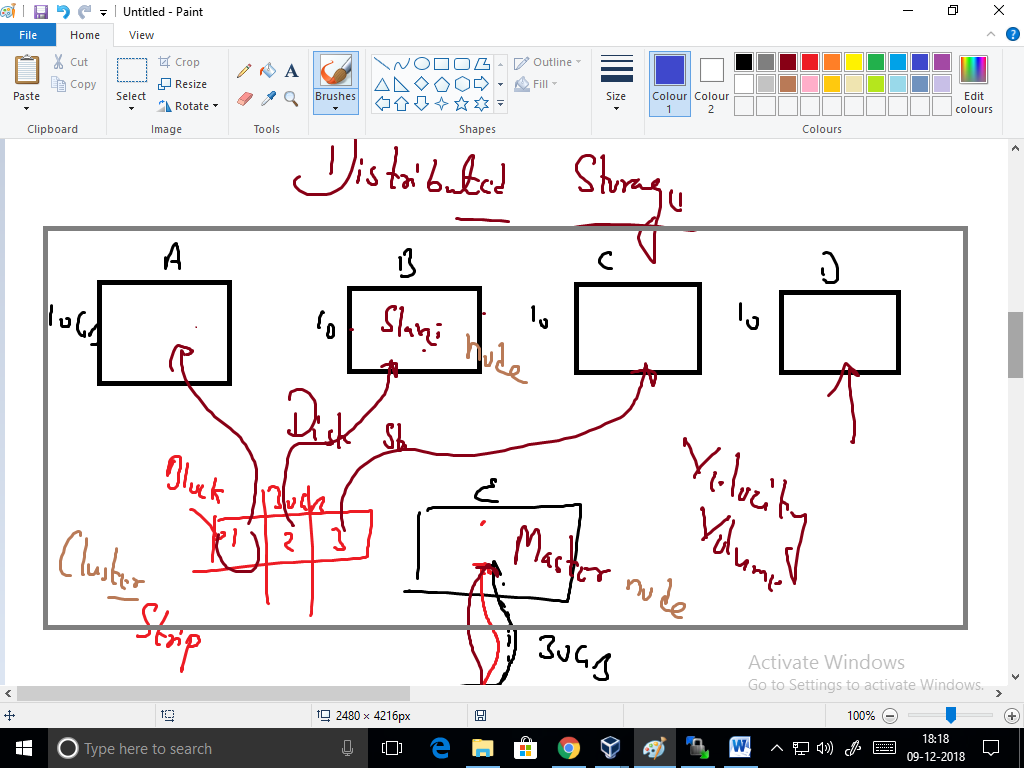 Untitled - Paint
File
Home
View
Paste
Cut
Copy
Clipboard
Select
Crop
Resize
Rotate
Image
A
Tools
Brushes
Shapes
Outline
Fill
Size
Colour 1
Colour 2
Colours
Edit colours
Distributed Storage
A
B
C
D
10GB
10
10
10
node
Disk
Block
30GB
1 2 3
E
Master
node
Velocity
Volume
Cluster
Strip
30GB
Activate Windows
Go to Settings to activate Windows.
2480 × 4216px
100%
Type here to search
18:18
09-12-2018